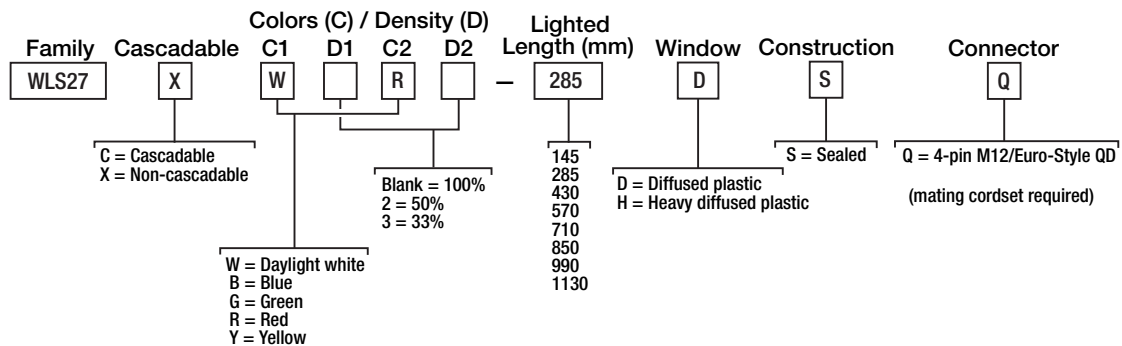 Colors (C) / Density (D)
Family Cascadable C1 D1 C2 D2 Lighted Length (mm) Window Construction Connector
WLS27 X W R – 285 D S Q
C = Cascadable
X = Non-cascadable
Blank = 100%
2 = 50%
3 = 33%
W = Daylight white
B = Blue
G = Green
R = Red
Y = Yellow
145
285
430
570
710
850
990
1130
D = Diffused plastic
H = Heavy diffused plastic
S = Sealed
Q = 4-pin M12/Euro-Style QD
(mating cordset required)